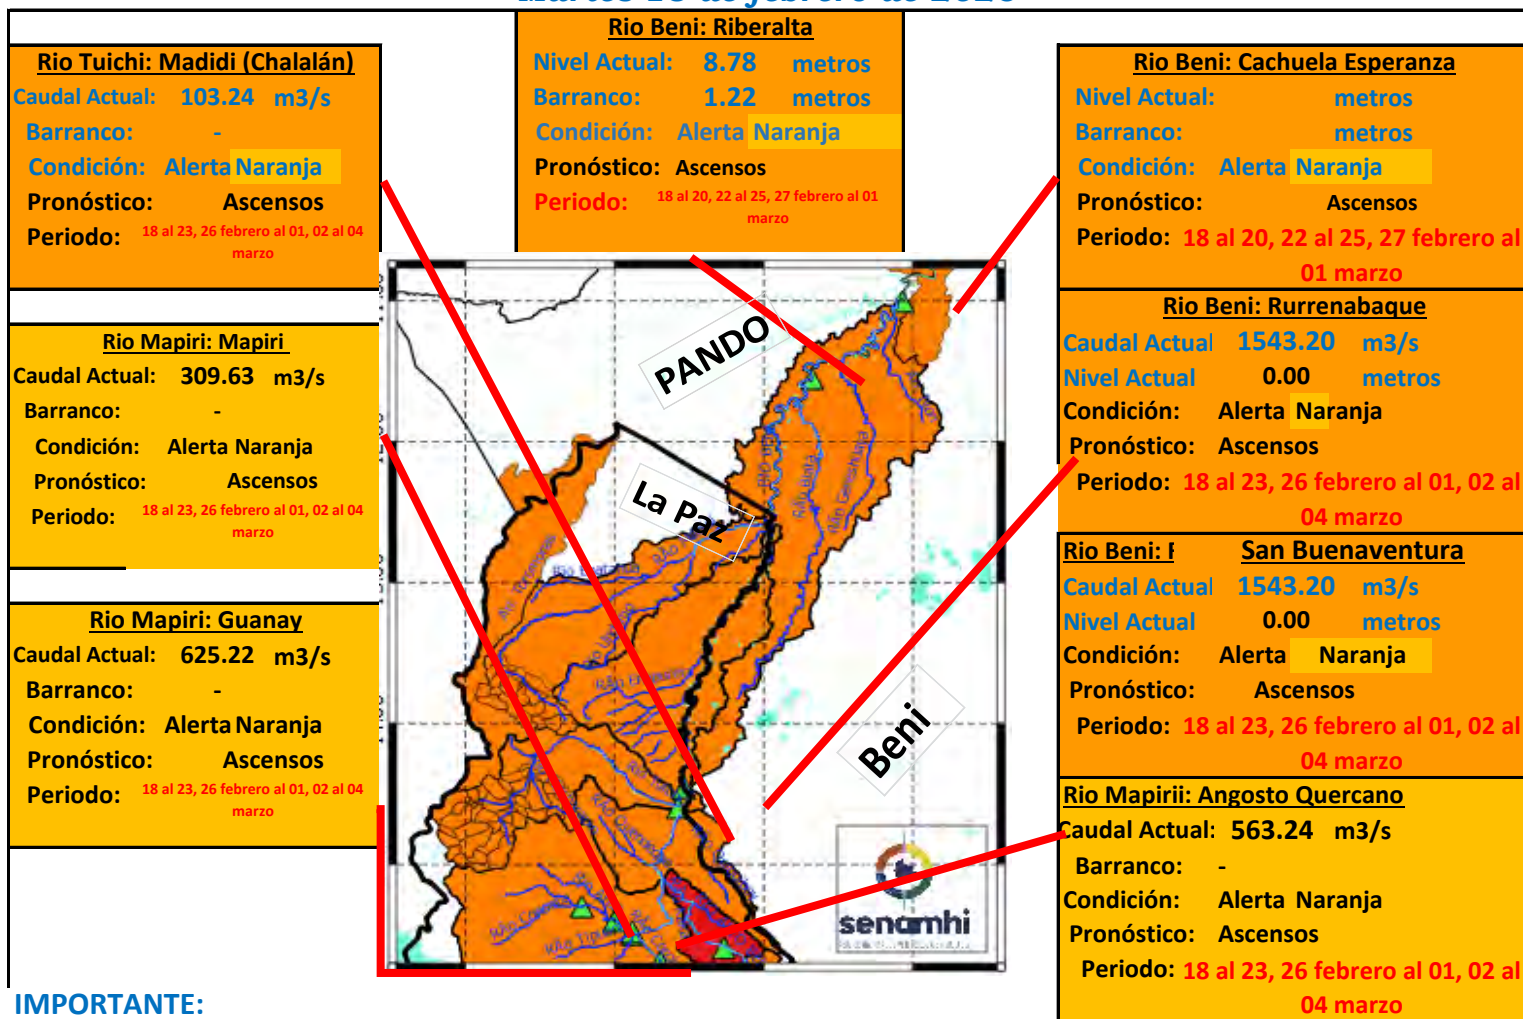 Rio Tuichi: Madidi (Chalalán)
Caudal Actual: 103.24 m3/s
Barranco: -
Condición: Alerta Naranja
Pronóstico: Ascensos
Periodo: 18 al 23, 26 febrero al 01, 02 al 04
marzo
Rio Mapiri: Mapiri
Caudal Actual: 309.63 m3/s
Barranco: -
Condición: Alerta Naranja
Pronóstico: Ascensos
Periodo: 18 al 23, 26 febrero al 01, 02 al 04
marzo
Rio Mapiri: Guanay
Caudal Actual: 625.22 m3/s
Barranco: -
Condición: Alerta Naranja
Pronóstico: Ascensos
Periodo: 18 al 23, 26 febrero al 01, 02 al 04
marzo
Rio Beni: Riberalta
Nivel Actual: 8.78 metros
Barranco: 1.22 metros
Condición: Alerta Naranja
Pronóstico: Ascensos
Periodo: 18 al 20, 22 al 25, 27 febrero al 01
marzo
PANDO
La Paz
Beni
senamhi
Rio Beni: Cachuela Esperanza
Nivel Actual: metros
Barranco: metros
Condición: Alerta Naranja
Pronóstico: Ascensos
Periodo: 18 al 20, 22 al 25, 27 febrero al
01 marzo
Rio Beni: Rurrenabaque
Caudal Actual 1543.20 m3/s
Nivel Actual 0.00 metros
Condición: Alerta Naranja
Pronóstico: Ascensos
Periodo: 18 al 23, 26 febrero al 01, 02 al
04 marzo
Rio Beni: San Buenaventura
Caudal Actual 1543.20 m3/s
Nivel Actual 0.00 metros
Condición: Alerta Naranja
Pronóstico: Ascensos
Periodo: 18 al 23, 26 febrero al 01, 02 al
04 marzo
Rio Mapirii: Angosto Quercano
Caudal Actual: 563.24 m3/s
Barranco: -
Condición: Alerta Naranja
Pronóstico: Ascensos
Periodo: 18 al 23, 26 febrero al 01, 02 al
04 marzo
IMPORTANTE: